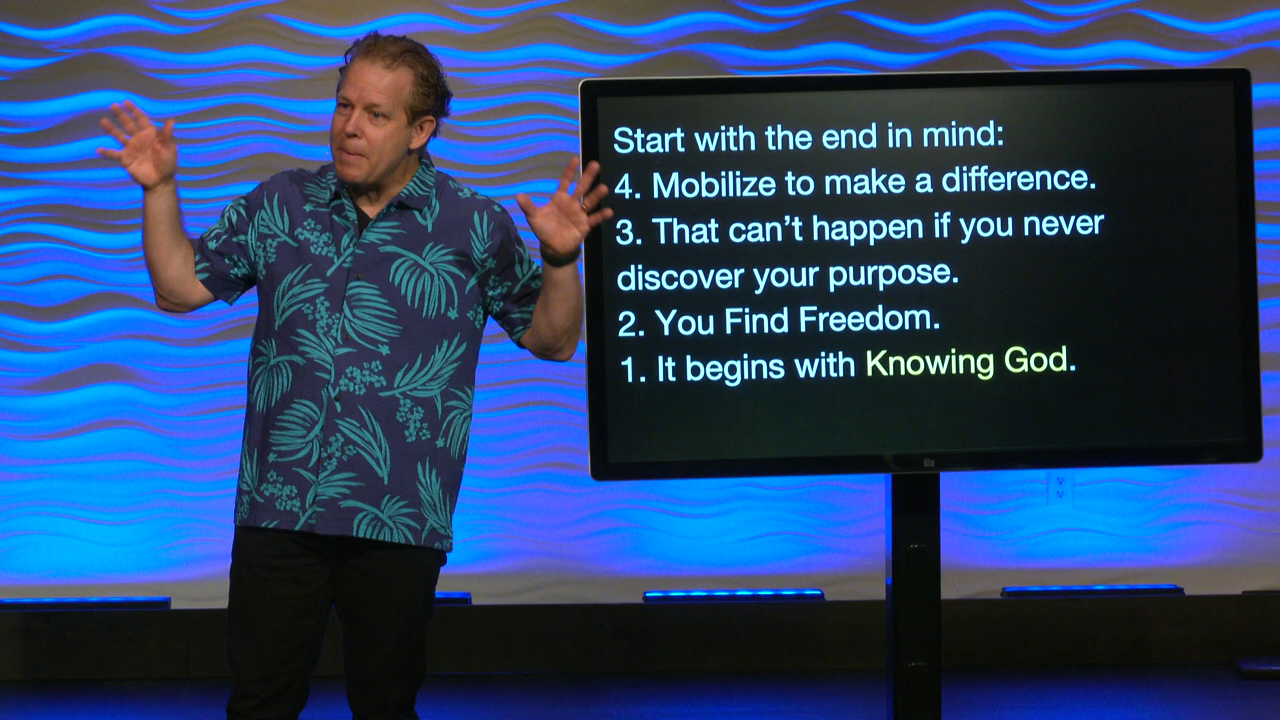 Start with the end in mind:
4. Mobilize to make a difference.
3. That can’t happen if you never
discover your purpose.
2. You Find Freedom.
1. It begins with Knowing God.
elo